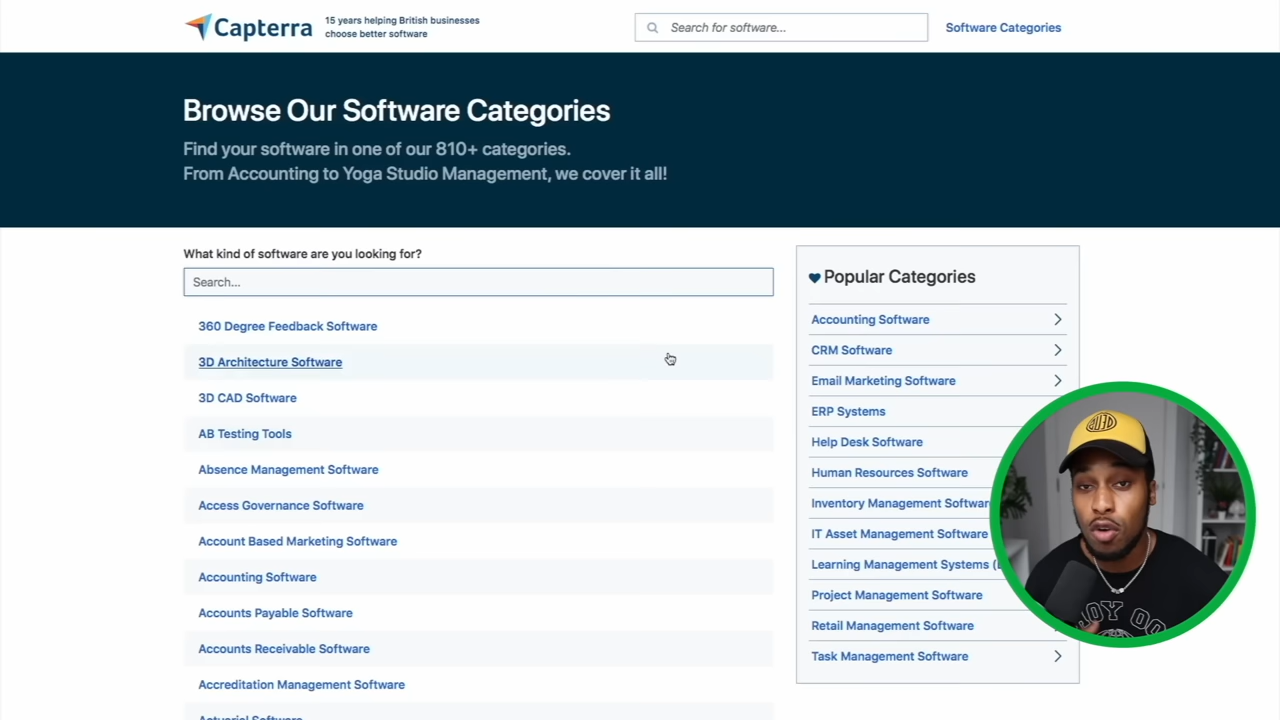 Capterra
15 years helping British businesses
choose better software
Search for software...
Software Categories
Browse Our Software Categories
Find your software in one of our 810+ categories.
From Accounting to Yoga Studio Management, we cover it all!
What kind of software are you looking for?
Search...
360 Degree Feedback Software
3D Architecture Software
3D CAD Software
AB Testing Tools
Absence Management Software
Access Governance Software
Account Based Marketing Software
Accounting Software
Accounts Payable Software
Accounts Receivable Software
Accreditation Management Software
Popular Categories
Accounting Software
CRM Software
Email Marketing Software
ERP Systems
Help Desk Software
Human Resources Software
Inventory Management Softwar
IT Asset Management Software
Learning Management Systems (
Project Management Software
Retail Management Software
Task Management Software